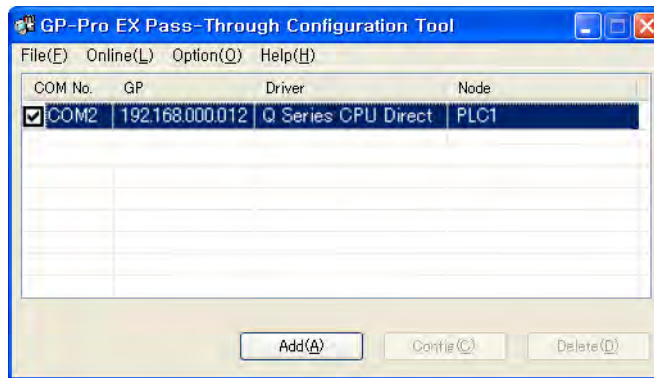 GP-Pro EX Pass-Through Configuration Tool
File(F) Online(L) Option(O) Help(H)
COM No. GP Driver Node
COM2 192.168.000.012 Q Series CPU Direct PLC1
Add(A) Config(C) Delete(D)